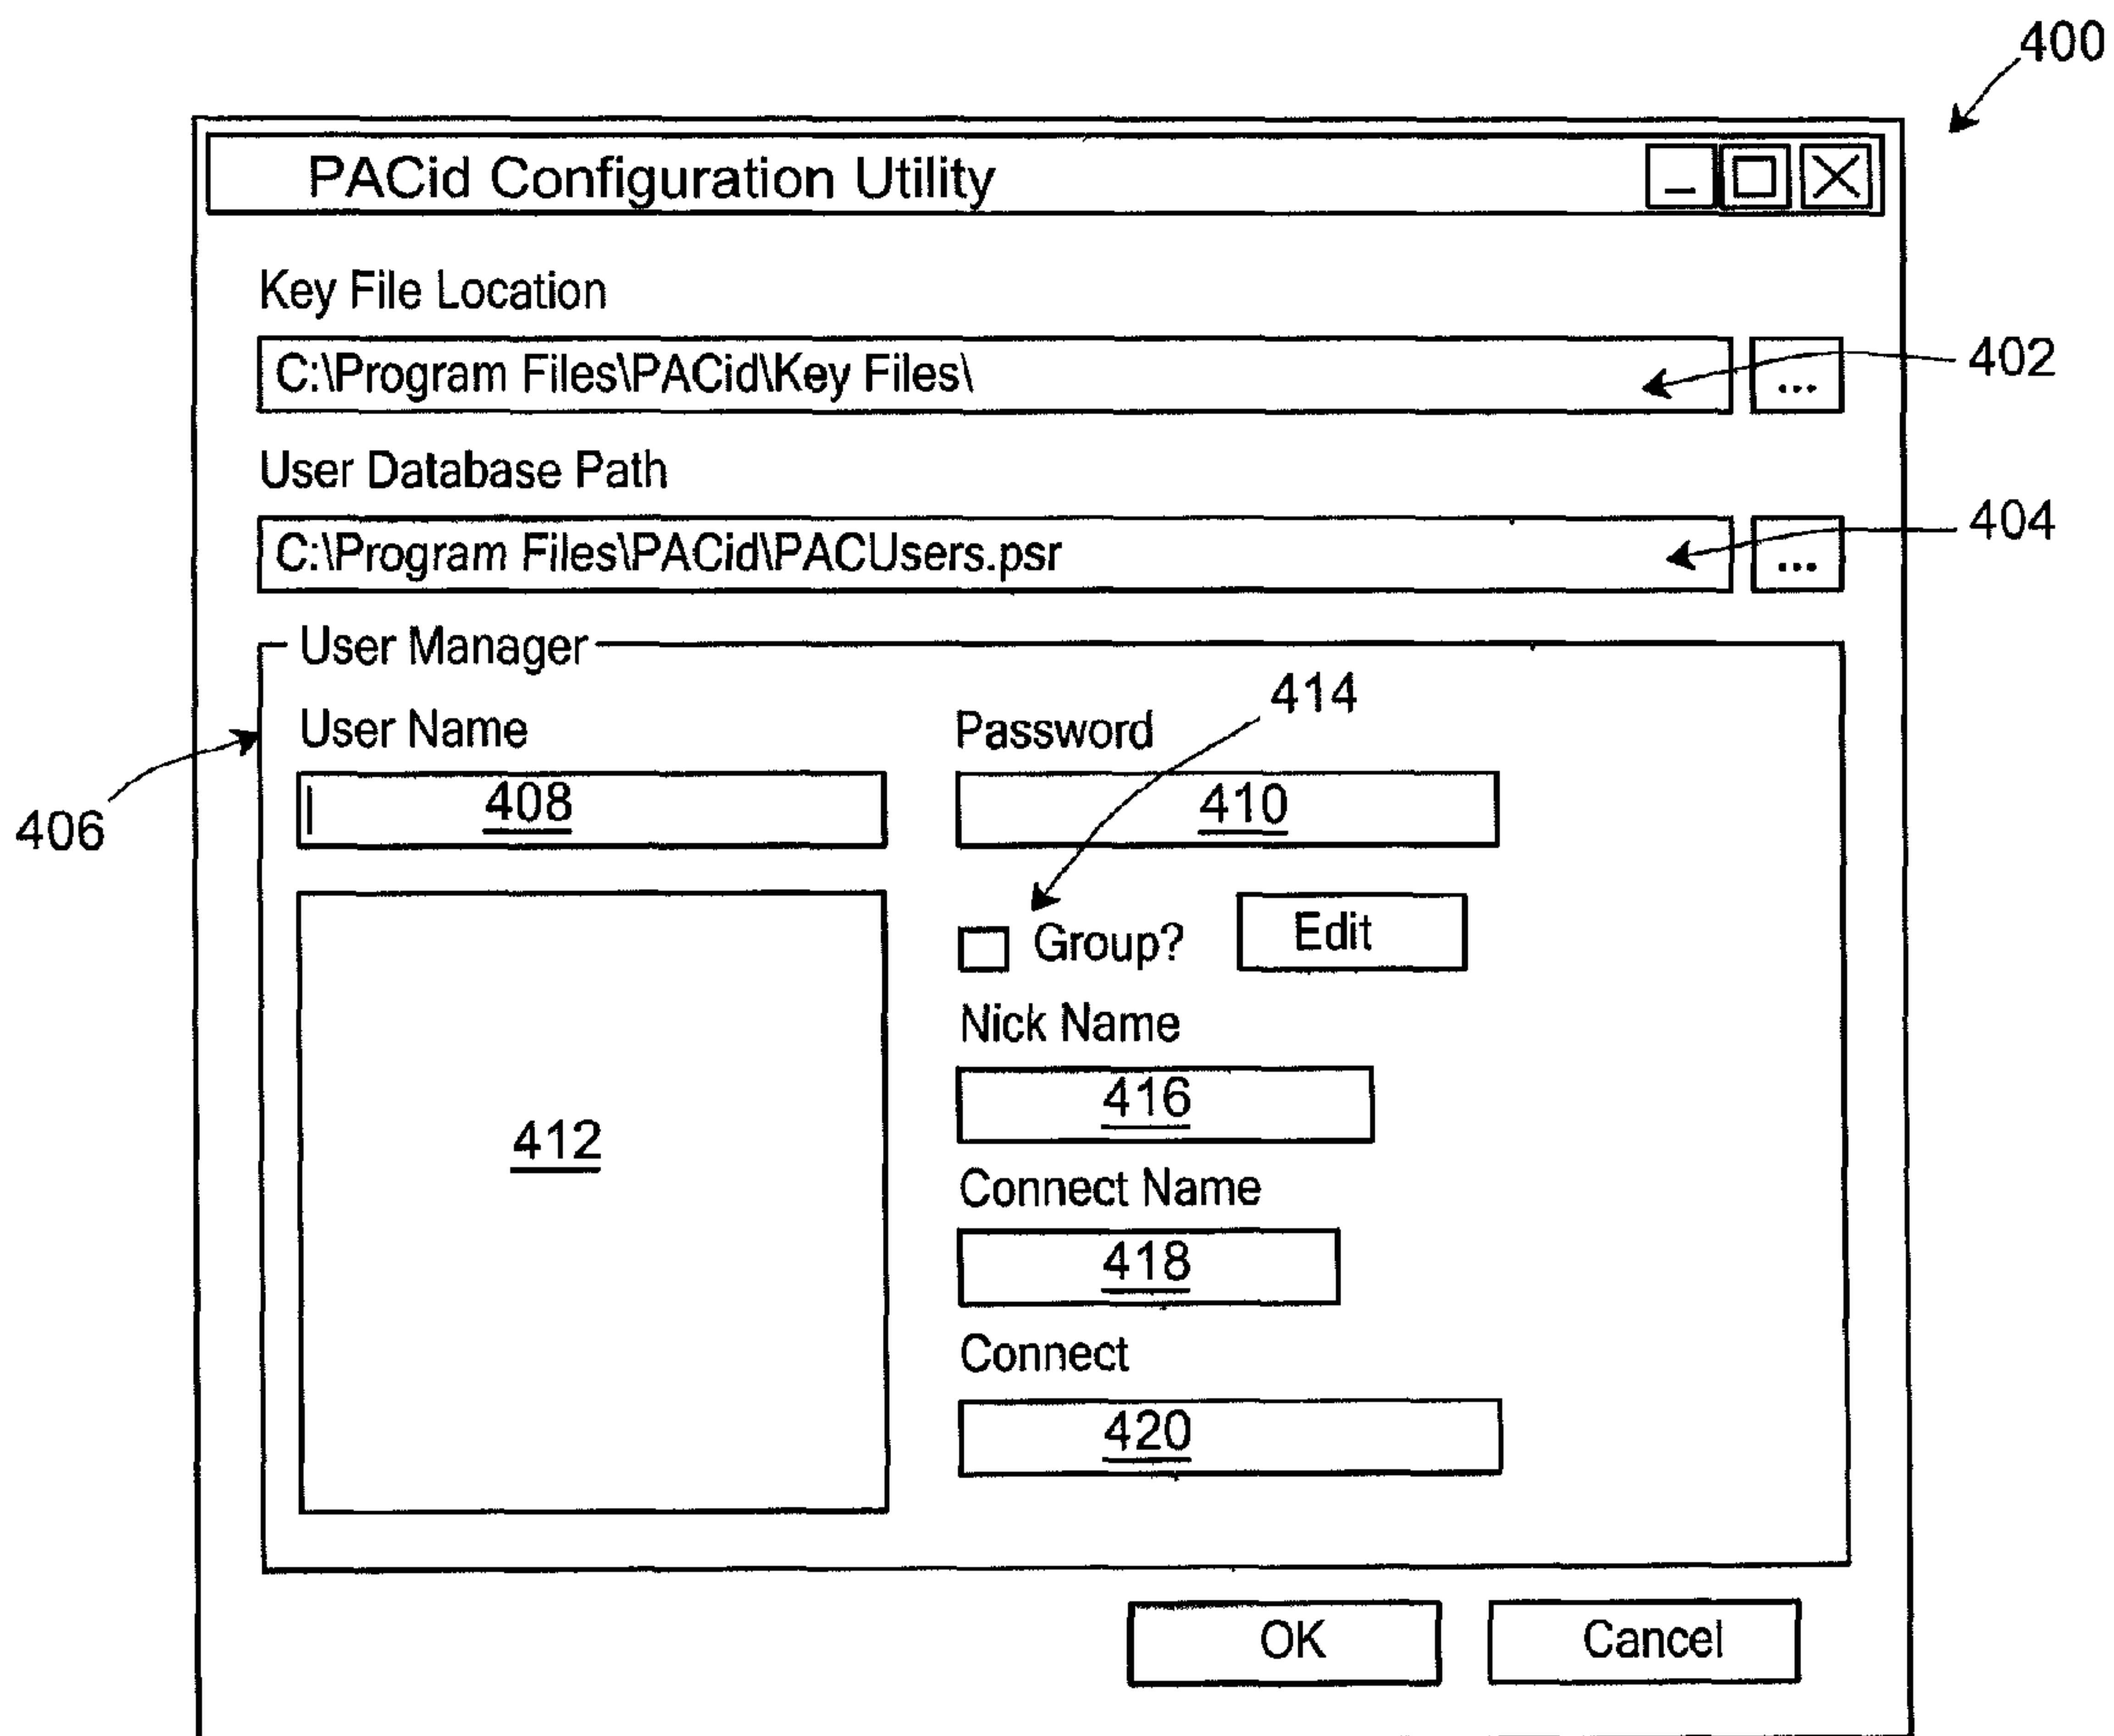 400
PACid Configuration Utility
Key File Location
C:\Program Files\PACid\Key Files\
...
402
User Database Path
C:\Program Files\PACid\PACUsers.psr
...
404
User Manager
414
User Name
Password
406
408
410
Group?
Edit
Nick Name
416
412
Connect Name
418
Connect
420
OK
Cancel